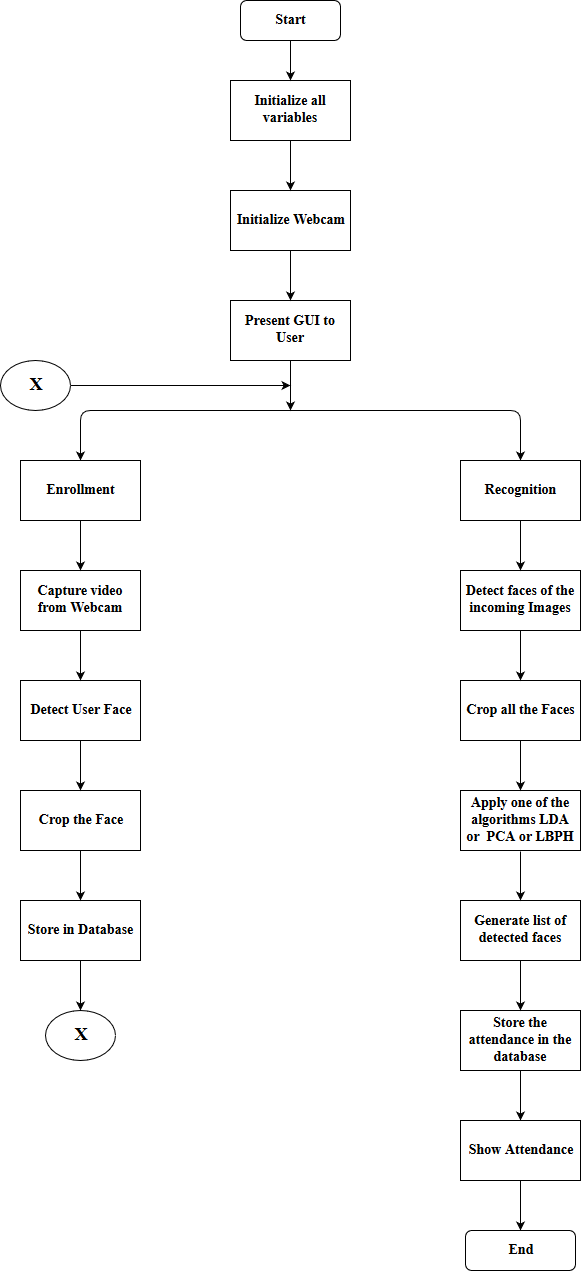 Start
Initialize all
variables
Initialize Webcam
Present GUI to
User
X
Enrollment
Capture video
from Webcam
Detect User Face
Crop the Face
Store in Database
X
Recognition
Detect faces of the
incoming Images
Crop all the Faces
Apply one of the
algorithms LDA
or PCA or LBPH
Generate list of
detected faces
Store the
attendance in the
database
Show Attendance
End